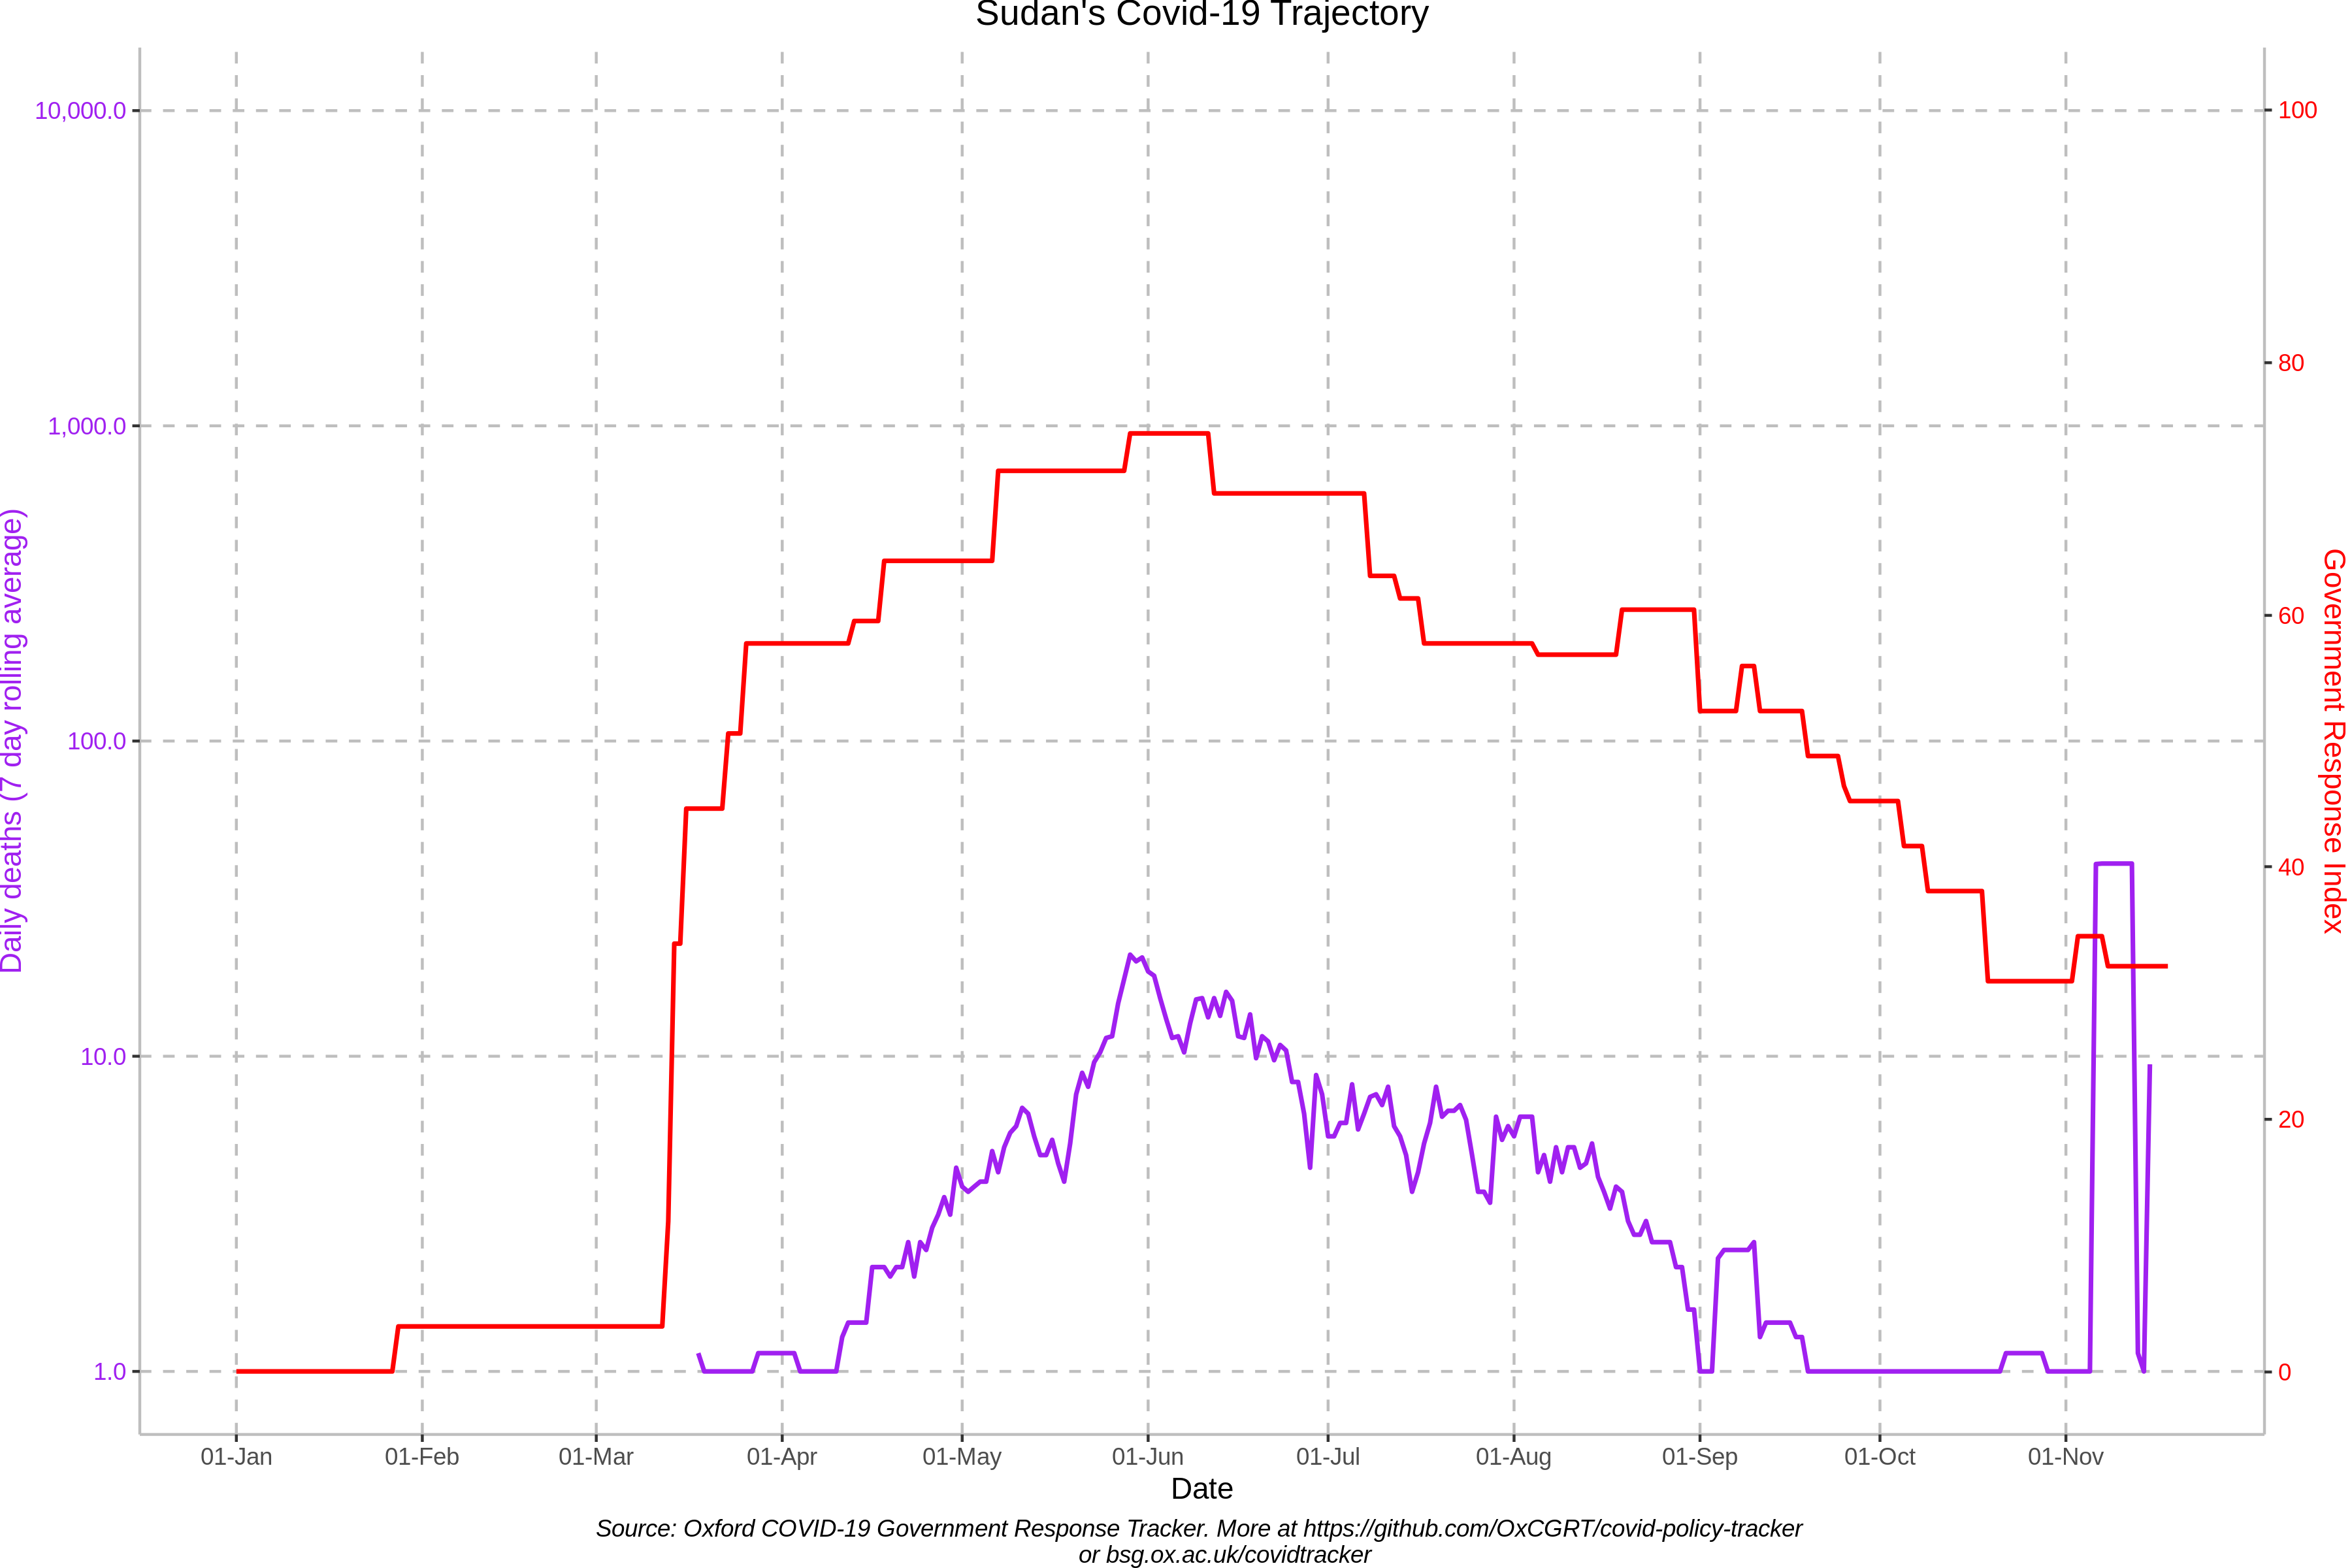 Sudan's Covid-19 Trajectory
10,000.0
1,000.0
100.0
10.0
1.0
Daily deaths (7 day rolling average)
100
80
60
40
20
0
Government Response Index
01-Jan
01-Feb
01-Mar
01-Apr
01-May
01-Jun
01-Jul
01-Aug
01-Sep
01-Oct
01-Nov
Date
Source: Oxford COVID-19 Government Response Tracker. More at https://github.com/OxCGRT/covid-policy-tracker
or bsg.ox.ac.uk/covidtracker